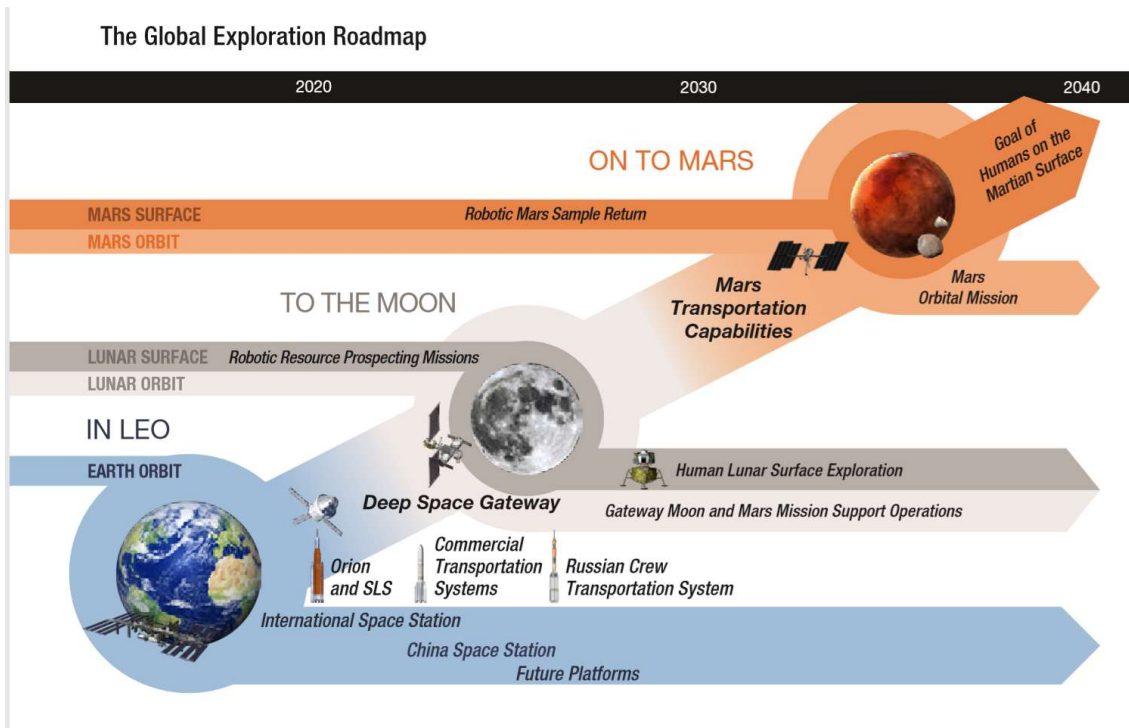 The Global Exploration Roadmap
2020
2030
2040
ON TO MARS
Goal of
Humans on the
Martian Surface
MARS SURFACE
Robotic Mars Sample Return
MARS ORBIT
Mars
Transportation
Capabilities
Mars
Orbital Mission
TO THE MOON
LUNAR SURFACE
Robotic Resource Prospecting Missions
LUNAR ORBIT
IN LEO
EARTH ORBIT
Human Lunar Surface Exploration
Deep Space Gateway
Gateway Moon and Mars Mission Support Operations
Orion
and SLS
Commercial
Transportation
Systems
Russian Crew
Transportation System
International Space Station
China Space Station
Future Platforms